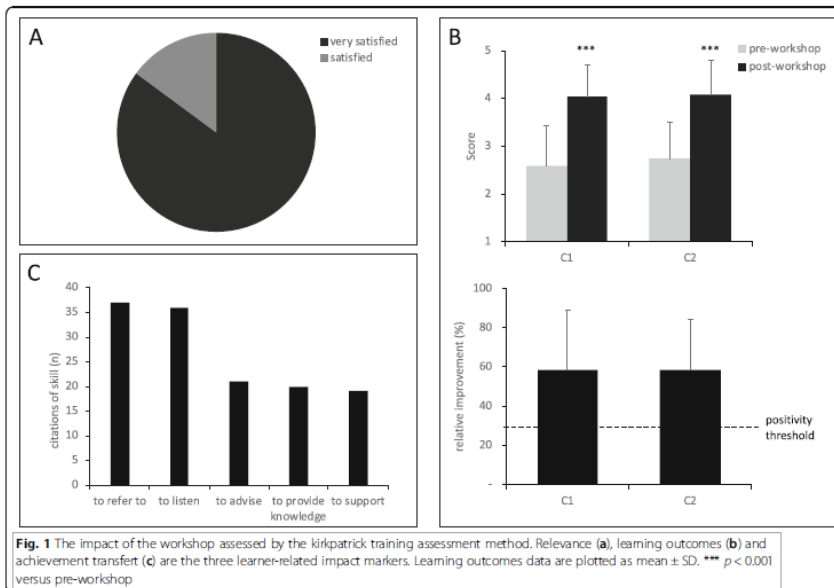 A
very satisfied
satisfied
B
pre-workshop
post-workshop
*** ***
5
4
3
2
1
Score
C1 C2
C
40
35
30
25
20
15
10
5
0
citations of skill (n)
to refer to to listen to advise to provide to support
knowledge
100
80
60
40
20
-
relative improvement (%)
positivity
threshold
C1 C2
Fig. 1 The impact of the workshop assessed by the kirkpatrick training assessment method. Relevance (a), learning outcomes (b) and
achievement transfert (c) are the three learner-related impact markers. Learning outcomes data are plotted as mean ± SD. *** p < 0.001
versus pre-workshop